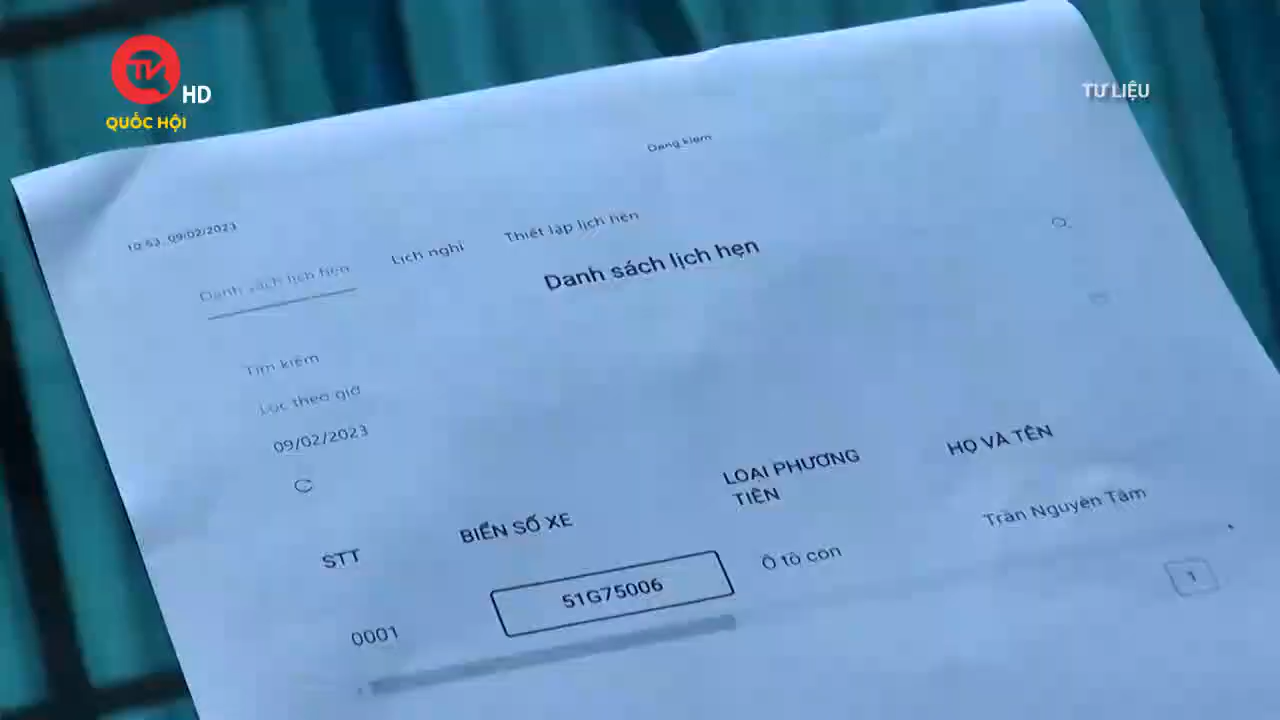 TV
HD
QUỐC HỘI
TƯ LIỆU
Đăng kiểm
10:53, 09/02/2023
Danh sách lịch hẹn
Lịch nghỉ
Thiết lập lịch hẹn
Danh sách lịch hẹn
Tìm kiếm
Lọc theo giờ
09/02/2023
STT
BIỂN SỐ XE
LOẠI PHƯƠNG
TIỆN
HỌ VÀ TÊN
0001
51G75006
Ô tô con
Trần Nguyên Tâm
1